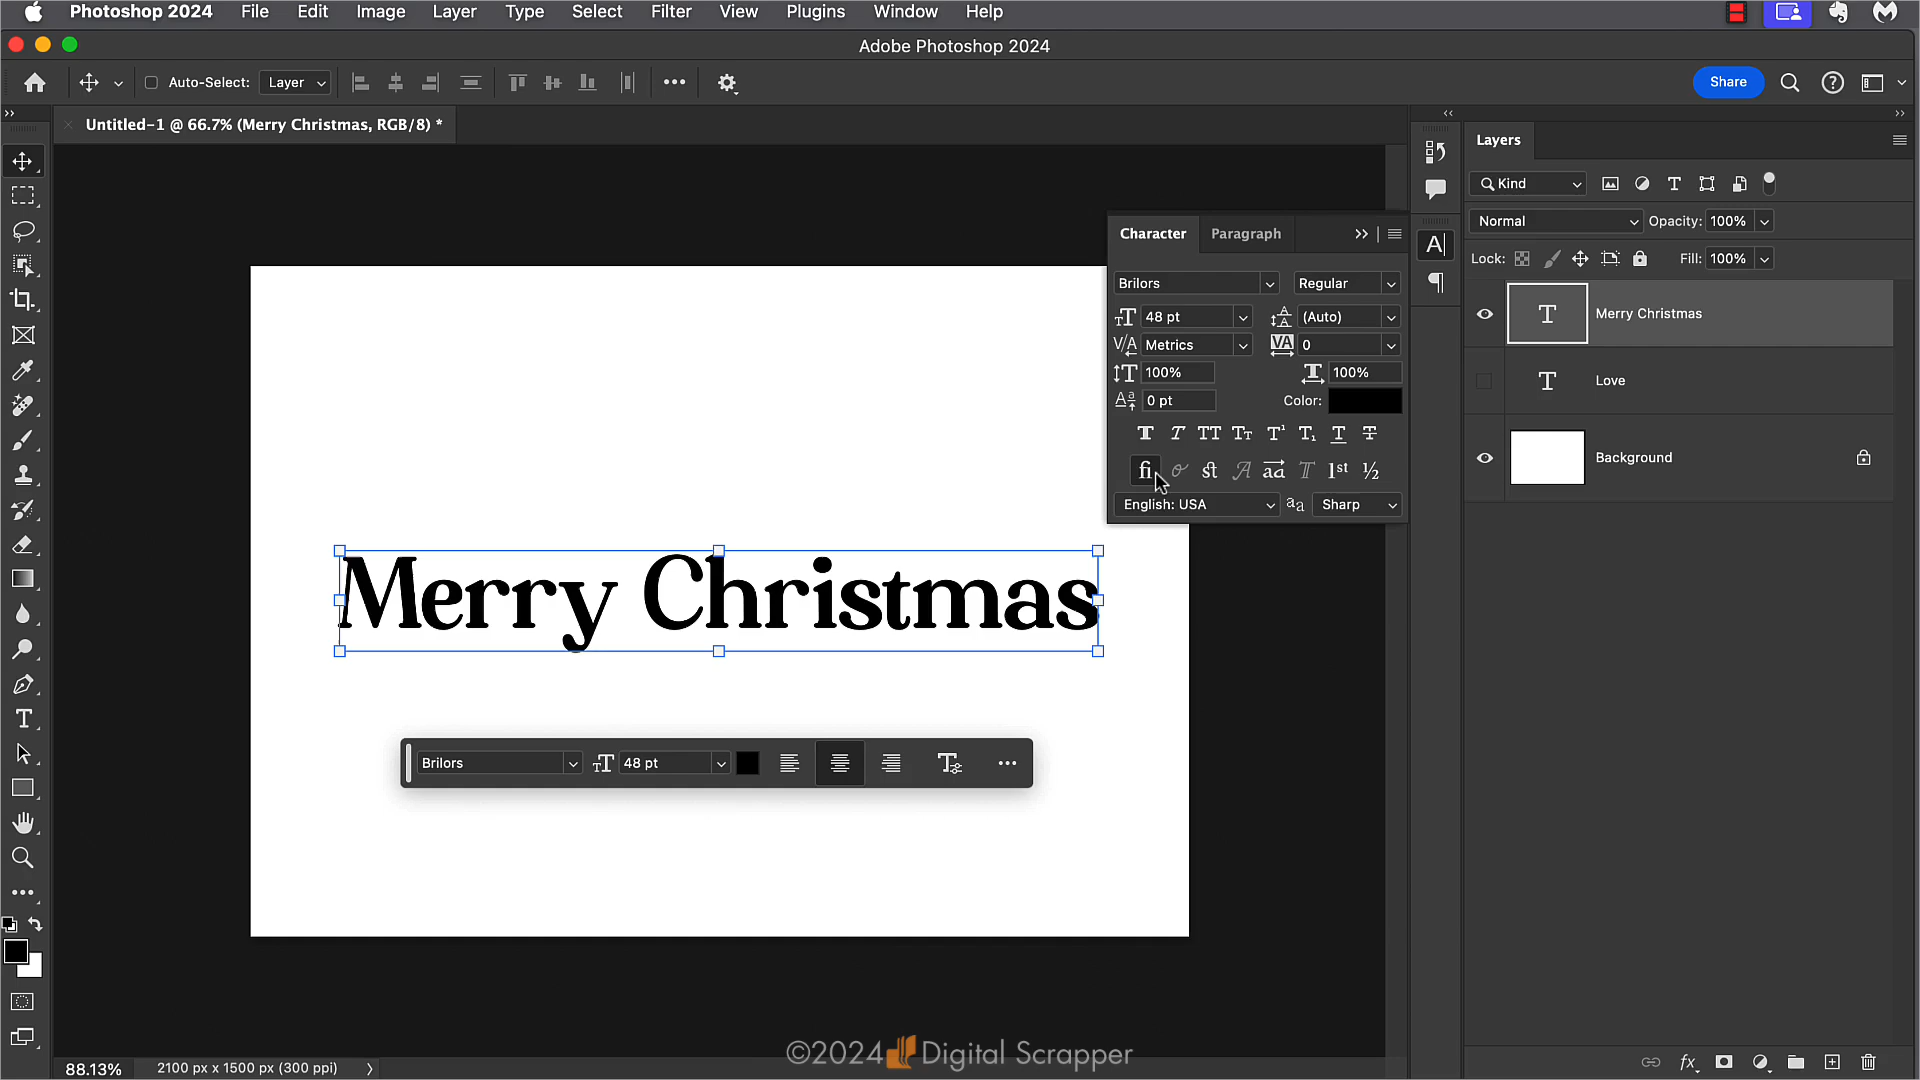 Photoshop 2024 File Edit Image Layer Type Select Filter View Plugins Window Help
Adobe Photoshop 2024
Auto-Select: Layer Share
Untitled-1 @ 66.7% (Merry Christmas, RGB/8) *
Layers
Kind
Normal Opacity: 100%
Lock: Fill: 100%
Merry Christmas
Love
Background
Character Paragraph
Brilors Regular
48 pt (Auto)
Metrics 0
100% 100%
0 pt Color:
English: USA Sharp
Merry Christmas
Brilors 48 pt
©2024 Digital Scrapper
88.13% 2100 px x 1500 px (300 ppi)